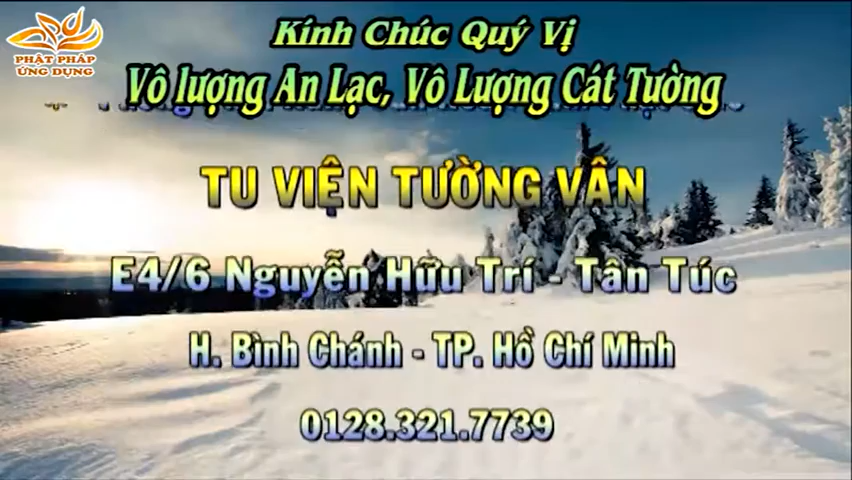 PHẬT PHÁP
ỨNG DỤNG
Kính Chúc Quý Vị
Vô lượng An Lạc, Vô Lượng Cát Tường
TU VIỆN TƯỜNG VÂN
E4/6 Nguyễn Hữu Trí - Tân Túc
H. Bình Chánh - TP. Hồ Chí Minh
0128.321.7739